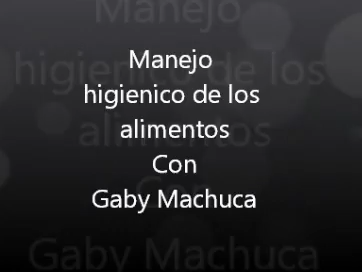 Manejo
higienico de los
alimentos
Con
Gaby Machuca